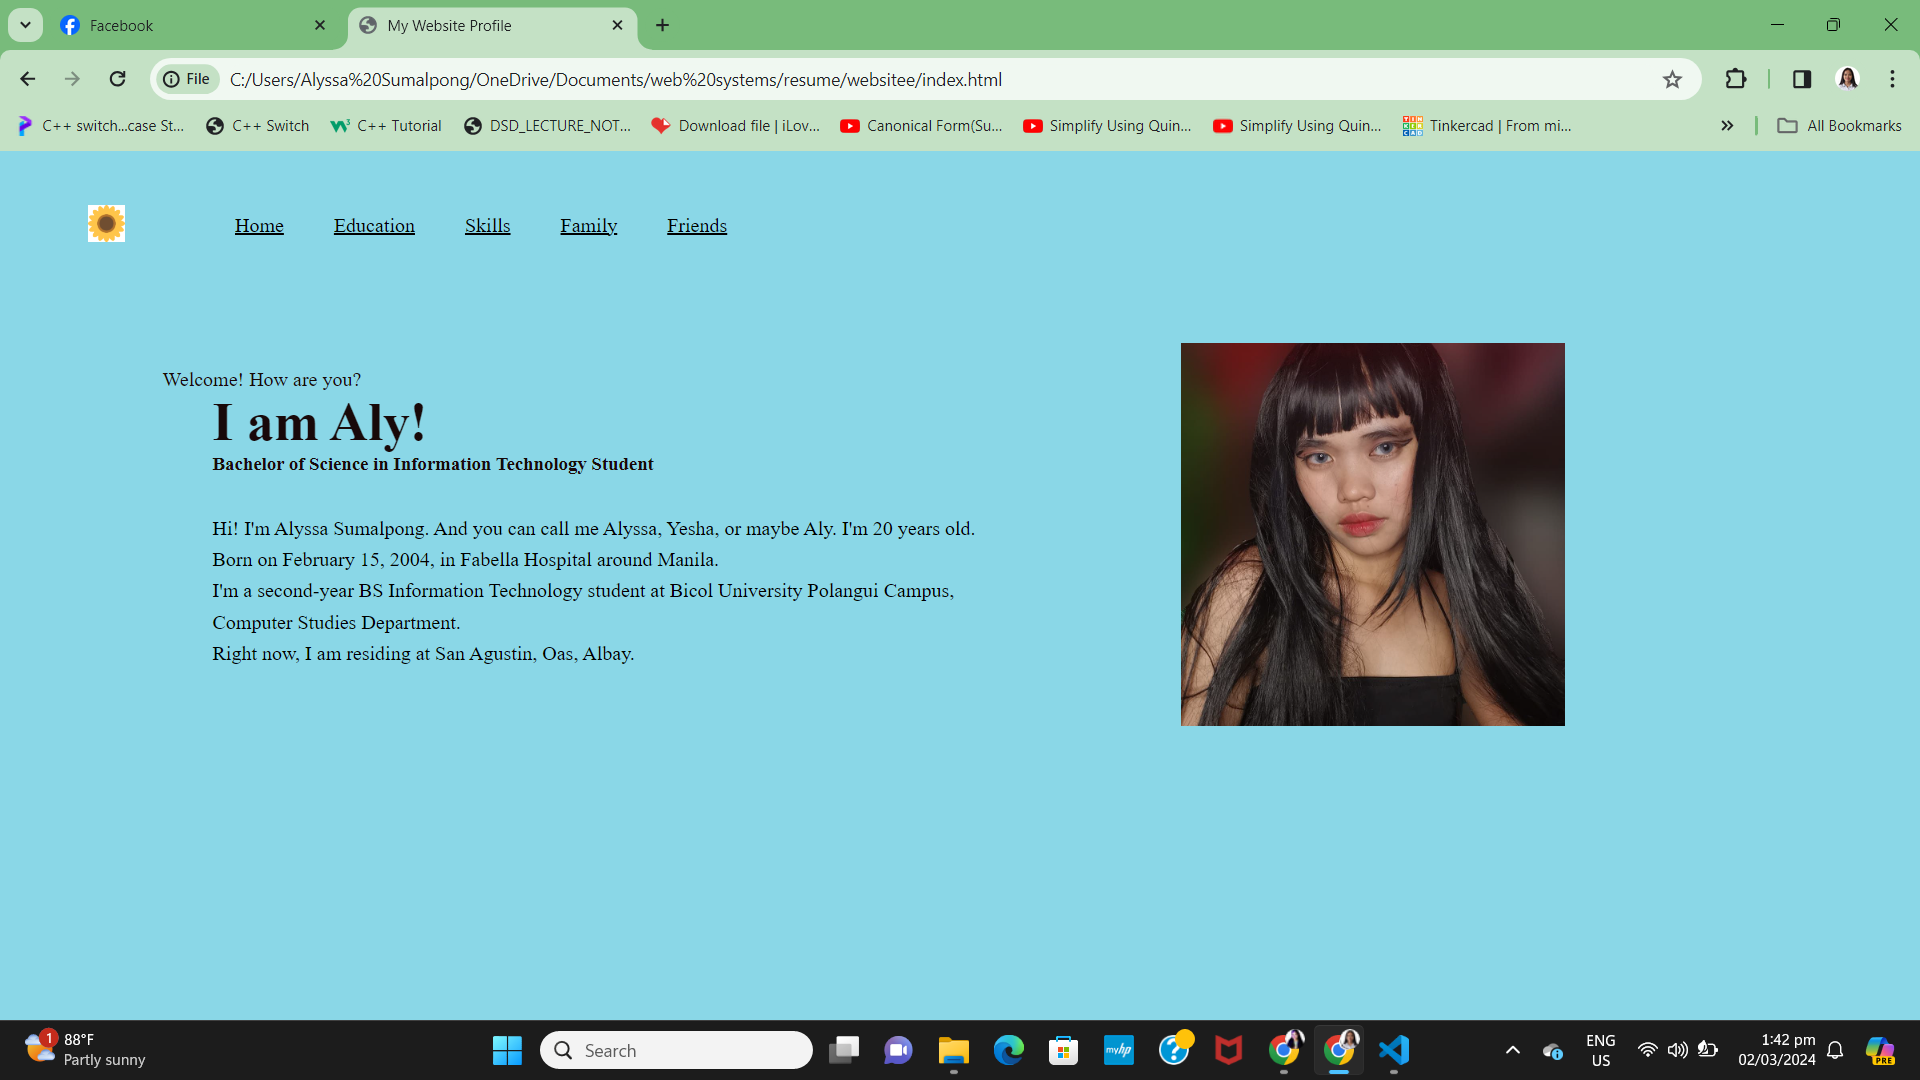 Facebook
My Website Profile
File
C:/Users/Alyssa%20Sumalpong/OneDrive/Documents/web%20systems/resume/websitee/index.html
C++ switch...case St...
C++ Switch
C++ Tutorial
DSD_LECTURE_NOT...
Download file | iLov...
Canonical Form(Su...
Simplify Using Quin...
Simplify Using Quin...
Tinkercad | From mi...
All Bookmarks
Home
Education
Skills
Family
Friends
Welcome! How are you?
I am Aly!
Bachelor of Science in Information Technology Student
Hi! I'm Alyssa Sumalpong. And you can call me Alyssa, Yesha, or maybe Aly. I'm 20 years old.
Born on February 15, 2004, in Fabella Hospital around Manila.
I'm a second-year BS Information Technology student at Bicol University Polangui Campus,
Computer Studies Department.
Right now, I am residing at San Agustin, Oas, Albay.
1
88°F
Partly sunny
Search
myhp
ENG
US
1:42 pm
02/03/2024
PRE